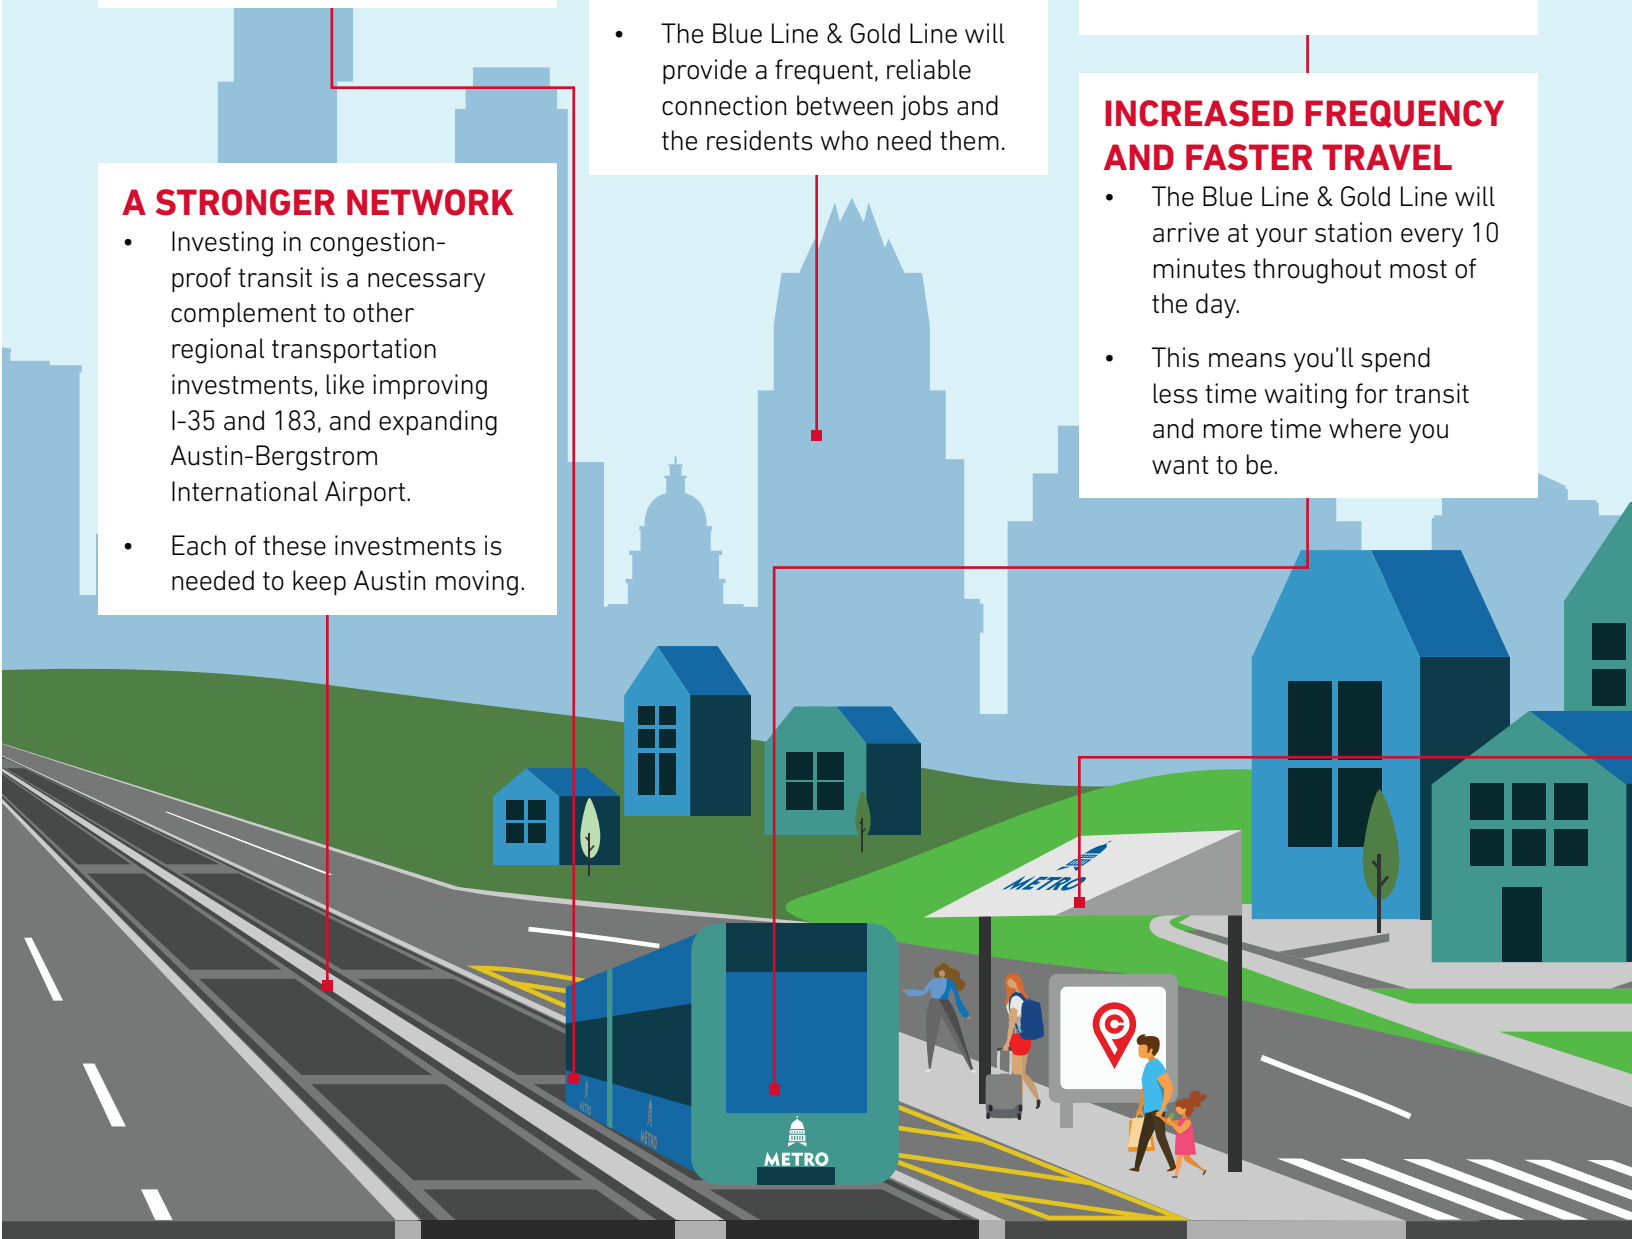 • The Blue Line & Gold Line will
provide a frequent, reliable
connection between jobs and
the residents who need them.
A STRONGER NETWORK
• Investing in congestion-
proof transit is a necessary
complement to other
regional transportation
investments, like improving
I-35 and 183, and expanding
Austin-Bergstrom
International Airport.
• Each of these investments is
needed to keep Austin moving.
INCREASED FREQUENCY
AND FASTER TRAVEL
• The Blue Line & Gold Line will
arrive at your station every 10
minutes throughout most of
the day.
• This means you’ll spend
less time waiting for transit
and more time where you
want to be.
METRO
C
METRO
METRO
METRO